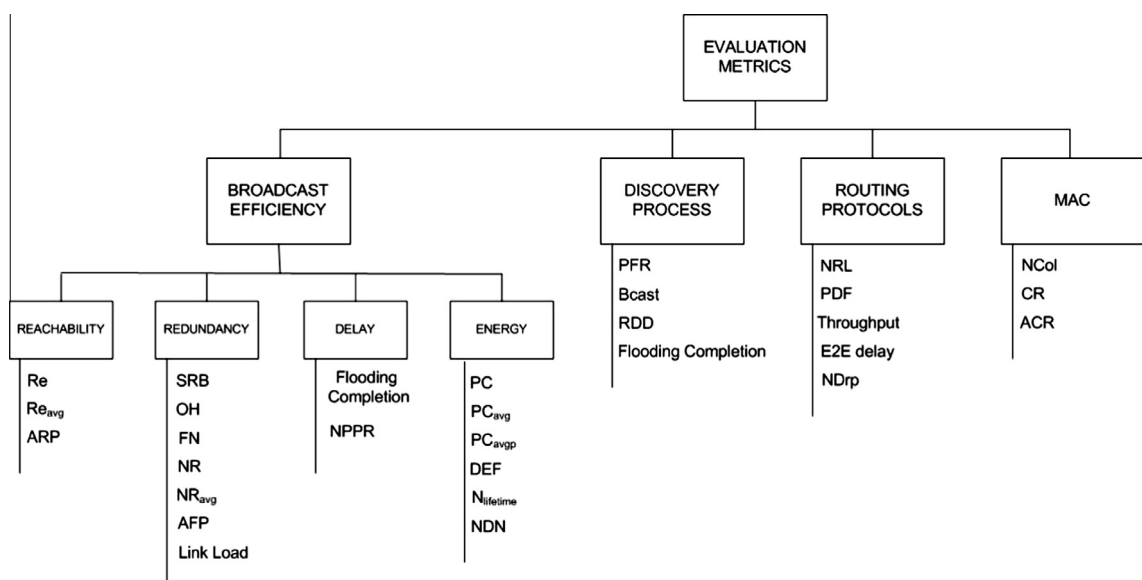 EVALUATION
METRICS
BROADCAST
EFFICIENCY
DISCOVERY
PROCESS
ROUTING
PROTOCOLS
MAC
REACHABILITY
Re
Reavg
ARP
REDUNDANCY
SRB
OH
FN
NR
NRavg
AFP
Link Load
DELAY
Flooding
Completion
NPPR
ENERGY
PC
PCavg
PCavgp
DEF
Nlifetime
NDN
PFR
Bcast
RDD
Flooding Completion
NRL
PDF
Throughput
E2E delay
NDrp
NCol
CR
ACR